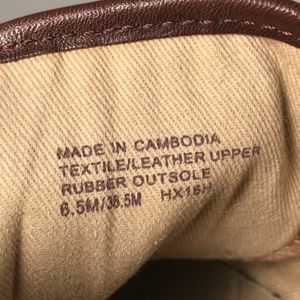 MADE IN CAMBODIA
TEXTILE/LEATHER UPPER
RUBBER OUTSOLE
6.5M/36.5M